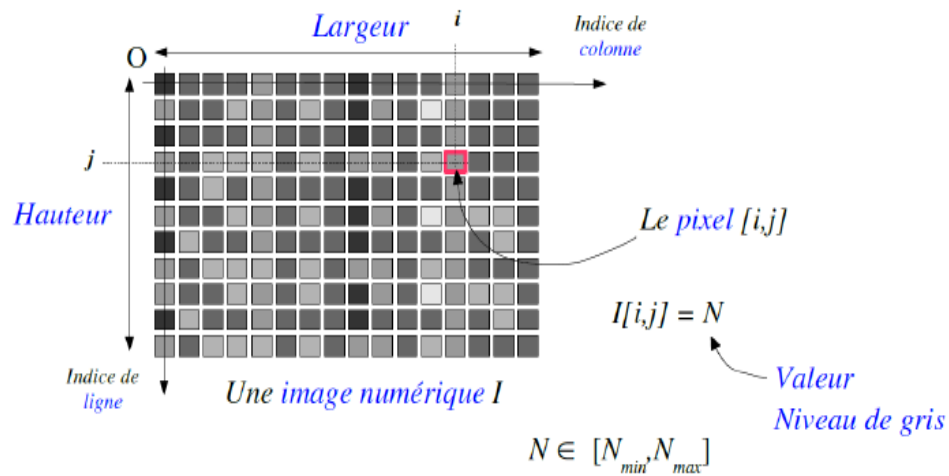 Largeur
i
Indice de
colonne
O
j
Hauteur
Le pixel [i,j]
I[i,j] = N
Indice de
ligne
Une image numérique I
Valeur
Niveau de gris
N ∈ [Nmin,Nmax]